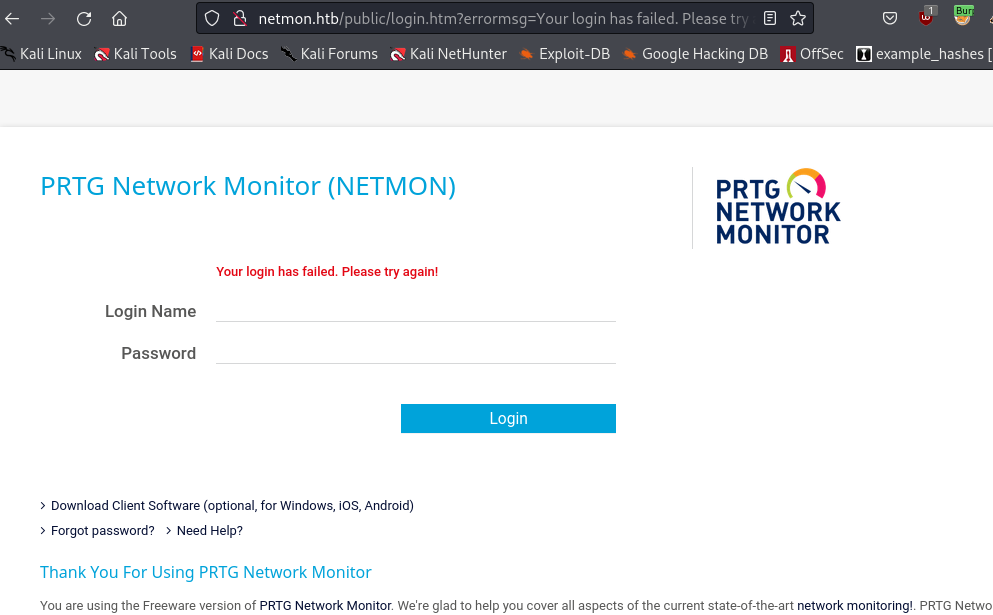 netmon.htb/public/login.htm?errormsg=Your login has failed. Please try
1
Kali Linux Kali Tools Kali Docs Kali Forums Kali NetHunter Exploit-DB Google Hacking DB OffSec example_hashes [
PRTG Network Monitor (NETMON)
PRTG
NETWORK
MONITOR
Your login has failed. Please try again!
Login Name
Password
Login
> Download Client Software (optional, for Windows, iOS, Android)
> Forgot password? > Need Help?
Thank You For Using PRTG Network Monitor
You are using the Freeware version of PRTG Network Monitor. We're glad to help you cover all aspects of the current state-of-the-art network monitoring!. PRTG Netwo